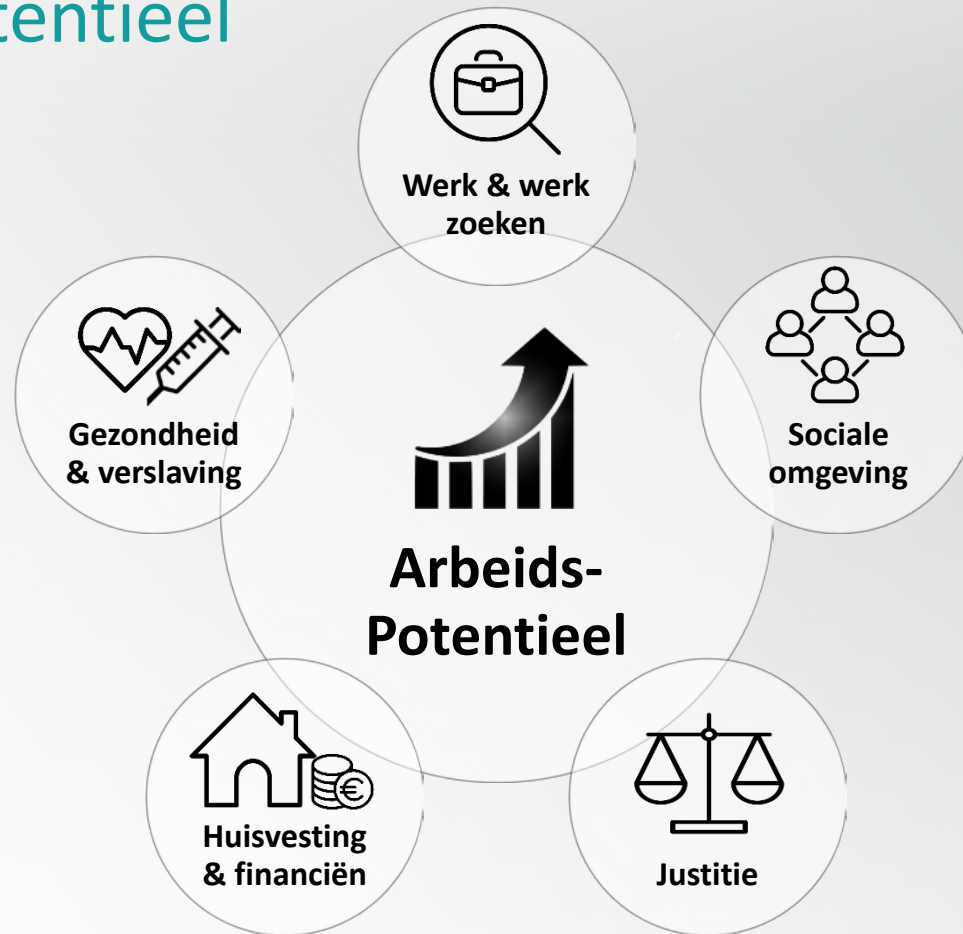 tentieel
Werk & werk
zoeken
Gezondheid
& verslaving
Sociale
omgeving
Arbeids-
Potentieel
Huisvesting
& financiën
€
Justitie